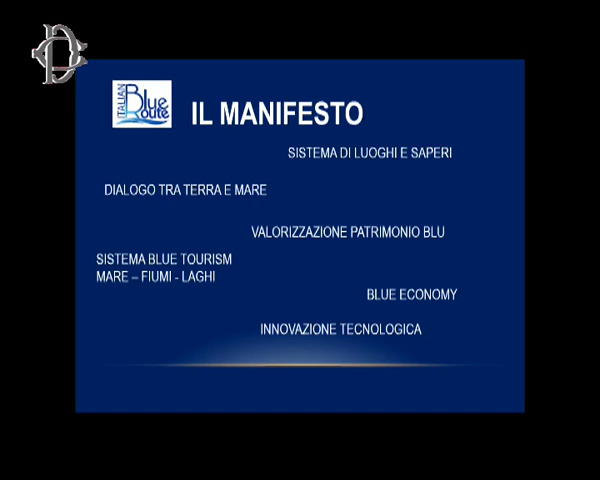 ITALIAN
Blue
Route
IL MANIFESTO
SISTEMA DI LUOGHI E SAPERI
DIALOGO TRA TERRA E MARE
VALORIZZAZIONE PATRIMONIO BLU
SISTEMA BLUE TOURISM
MARE – FIUMI - LAGHI
BLUE ECONOMY
INNOVAZIONE TECNOLOGICA